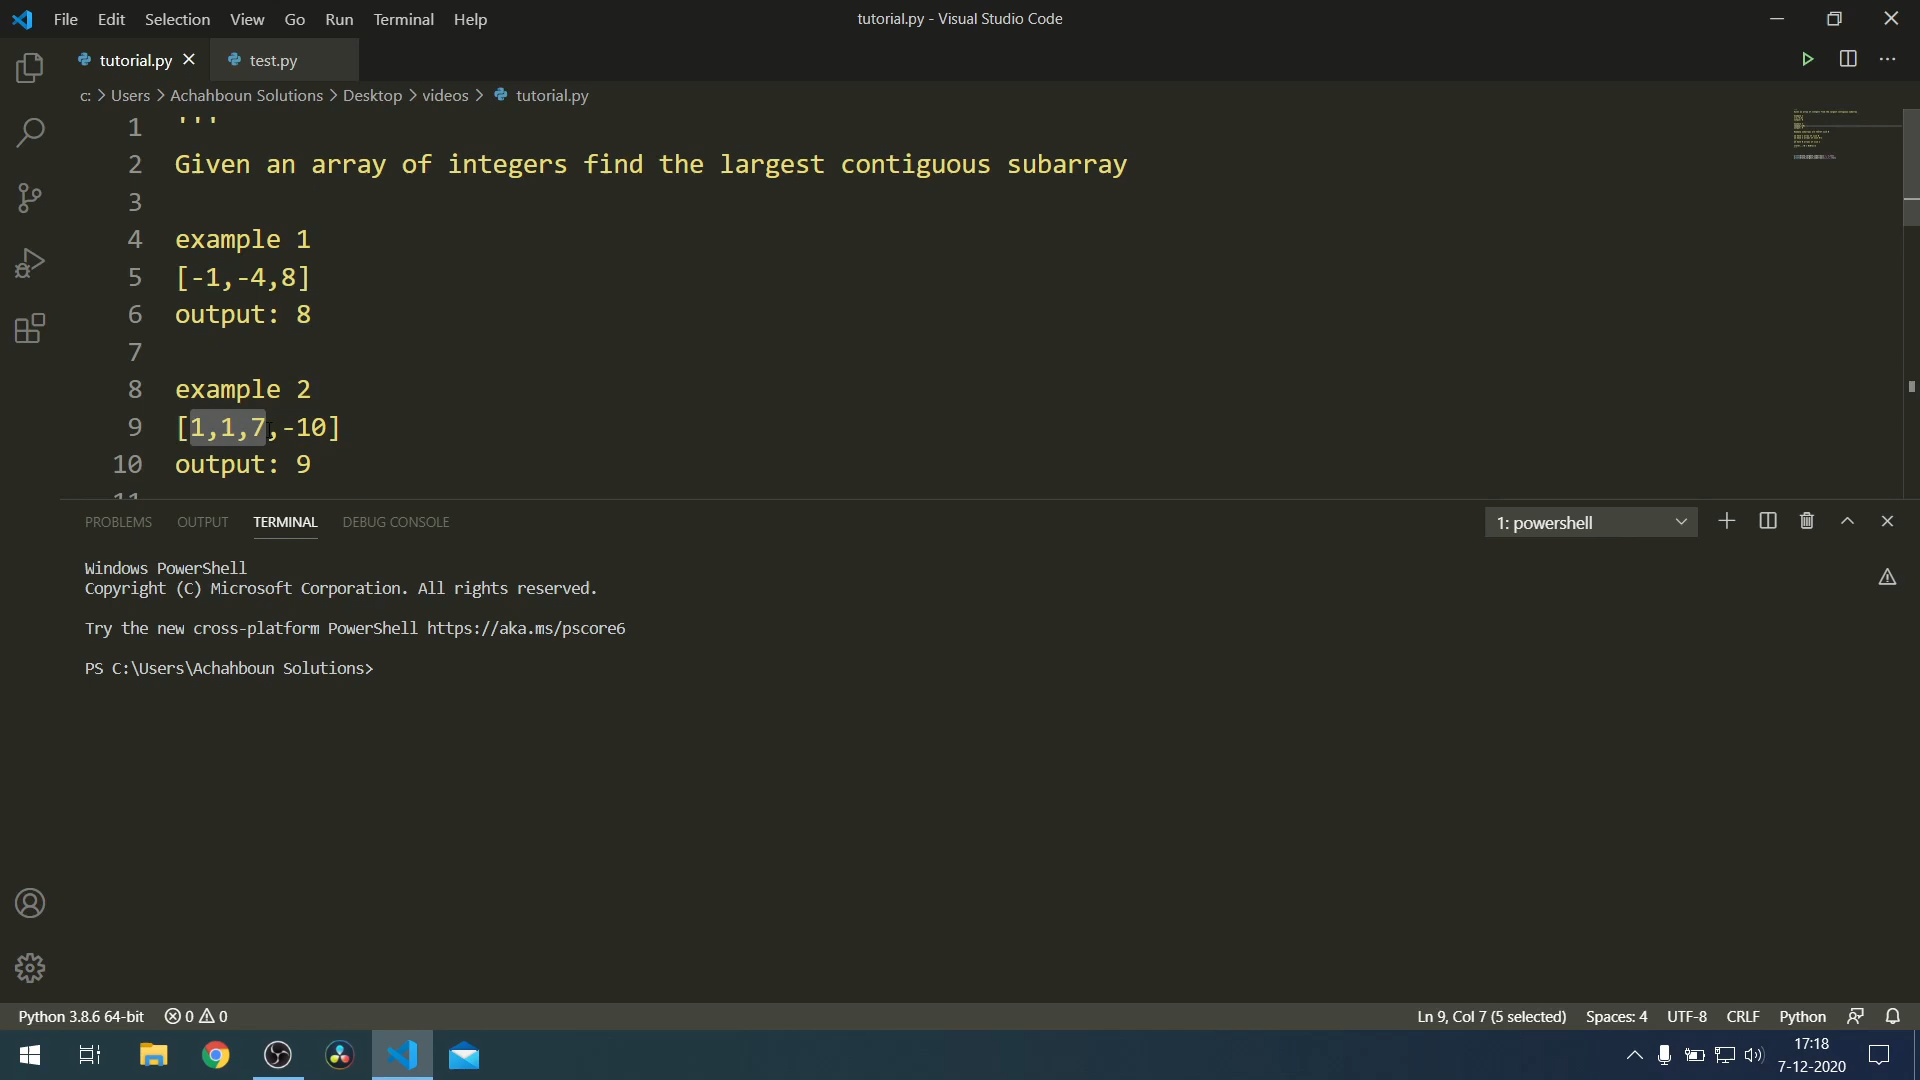 File Edit Selection View Go Run Terminal Help
tutorial.py - Visual Studio Code
tutorial.py
test.py
c: > Users > Achahboun Solutions > Desktop > videos > tutorial.py
1 '''
2 Given an array of integers find the largest contiguous subarray
3
4 example 1
5 [-1,-4,8]
6 output: 8
7
8 example 2
9 [1,1,7,-10]
10 output: 9
11
PROBLEMS OUTPUT TERMINAL DEBUG CONSOLE
1: powershell
Windows PowerShell
Copyright (C) Microsoft Corporation. All rights reserved.
Try the new cross-platform PowerShell https://aka.ms/pscore6
PS C:\Users\Achahboun Solutions>
Python 3.8.6 64-bit 0 0
Ln 9, Col 7 (5 selected) Spaces: 4 UTF-8 CRLF Python
17:18
7-12-2020